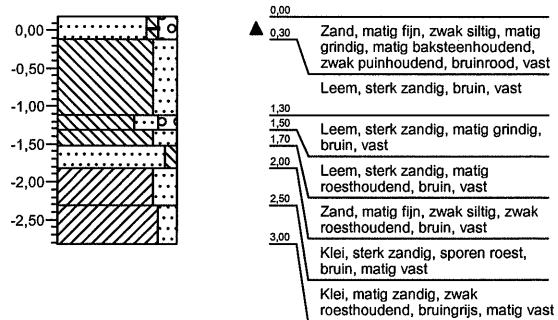 0,00
-0,50
-1,00
-1,50
-2,00
-2,50
0,00
Zand, matig fijn, zwak siltig, matig
grindig, matig baksteenhoudend,
zwak puinhoudend, bruinrood, vast
0,30
Leem, sterk zandig, bruin, vast
1,30
Leem, sterk zandig, matig grindig,
bruin, vast
1,50
Leem, sterk zandig, matig
roesthoudend, bruin, vast
1,70
Zand, matig fijn, zwak siltig, zwak
roesthoudend, bruin, vast
2,00
Klei, sterk zandig, sporen roest,
bruin, matig vast
2,50
Klei, matig zandig, zwak
roesthoudend, bruingrijs, matig vast
3,00